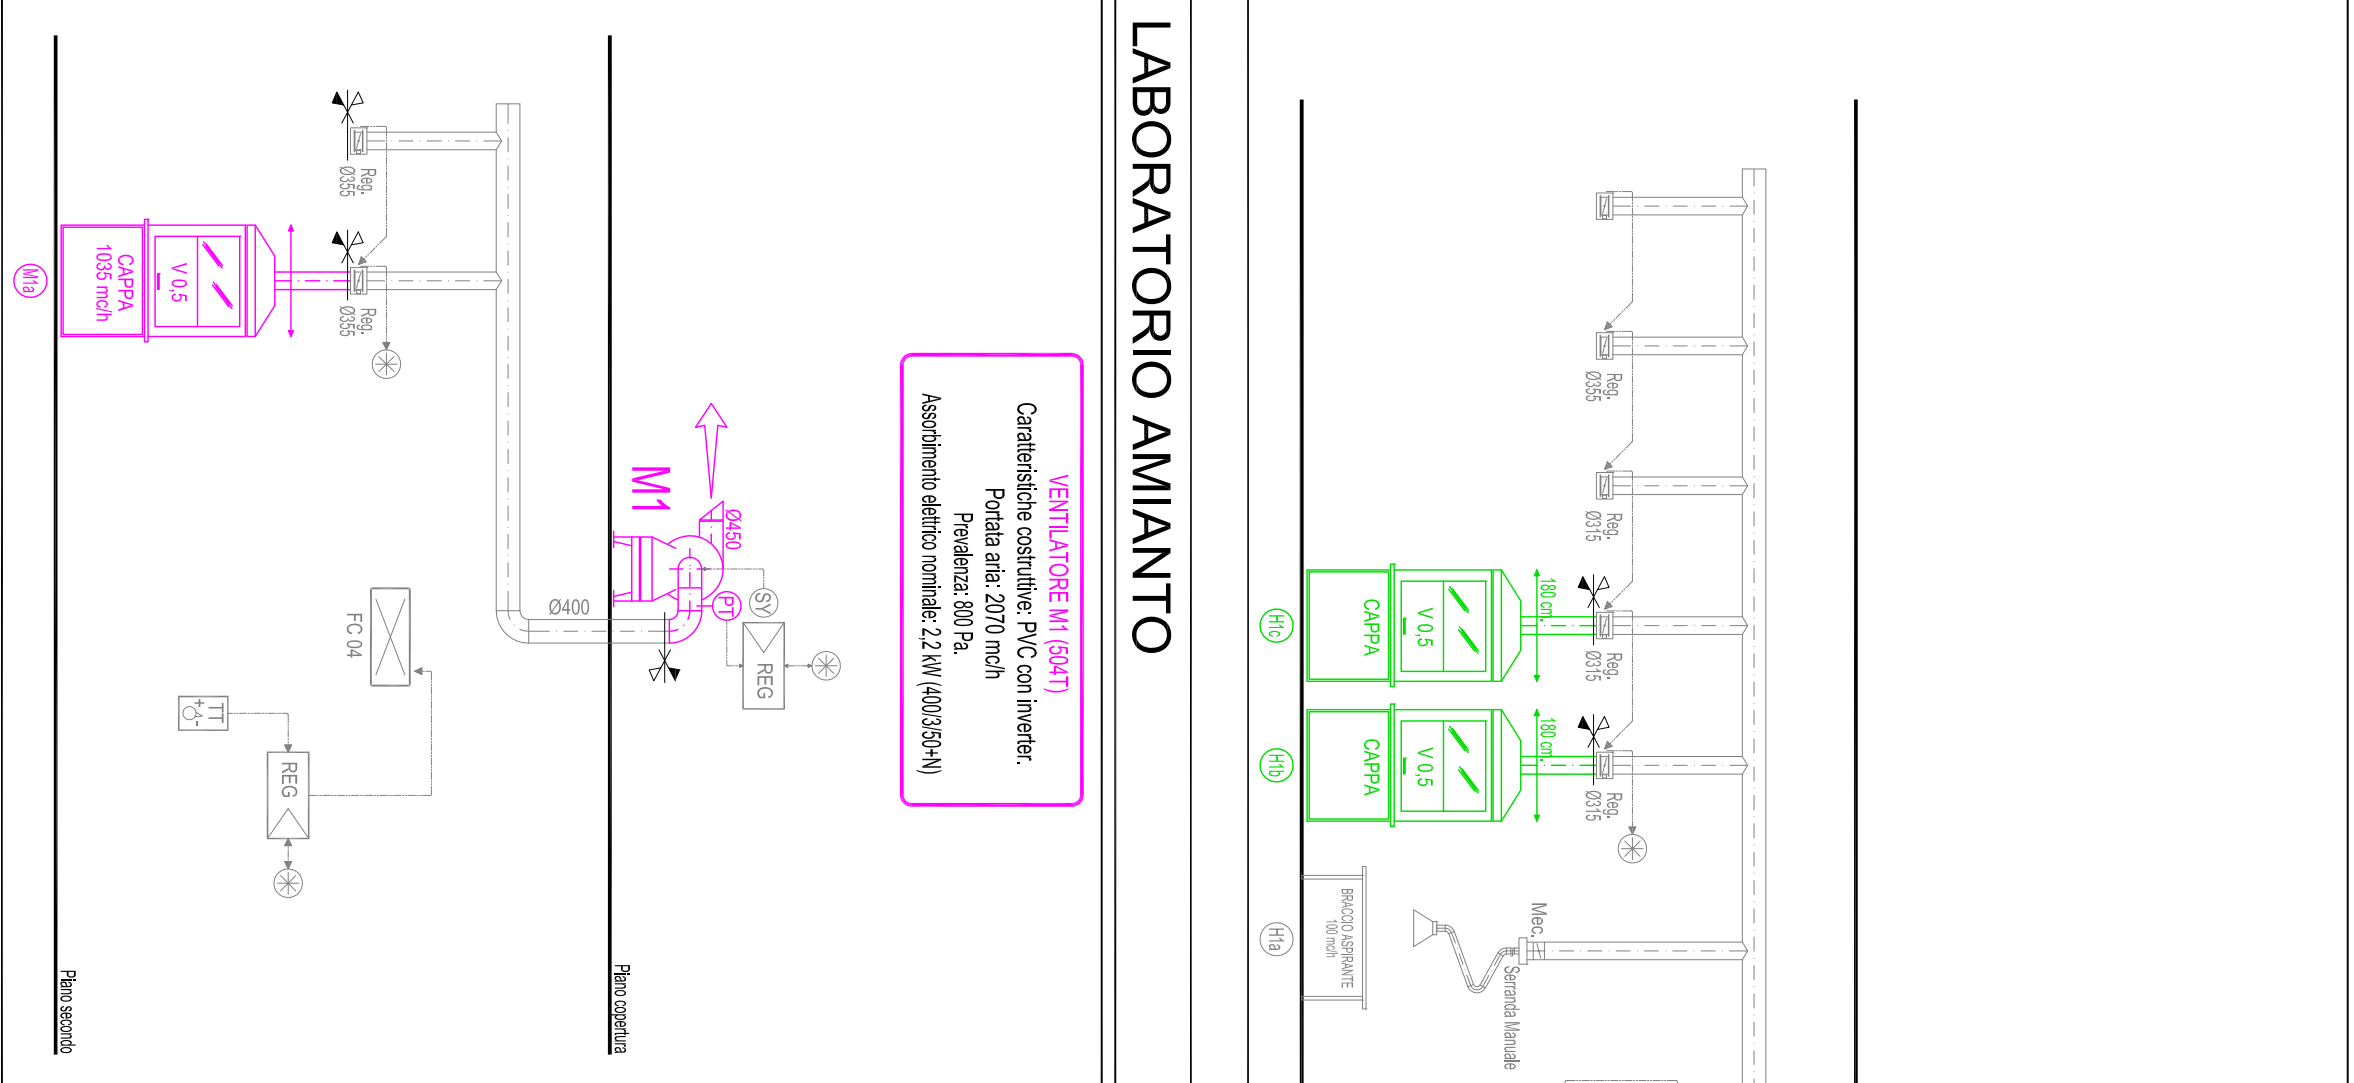 LABORATORIO AMIANTO
VENTILATORE M1 (504T)
Caratteristiche costruttive: PVC con inverter.
Portata aria: 2070 mc/h
Prevalenza: 800 Pa.
Assorbimento elettrico nominale: 2,2 kW (400/3/50+N)
SY
REG
PT
Ø450
M1
Ø400
Piano copertura
Reg.
Ø355
Reg.
Ø355
FC 04
TT
+
-
REG
V 0,5
CAPPA
1035 mc/h
M1a
Piano secondo
Reg.
Ø355
Reg.
Ø315
Reg.
Ø315
Reg.
Ø315
180 cm.
V 0,5
CAPPA
H1c
180 cm.
V 0,5
CAPPA
H1b
Mec.
Serranda Manuale
BRACCIO ASPIRANTE
100 mc/h
H1a